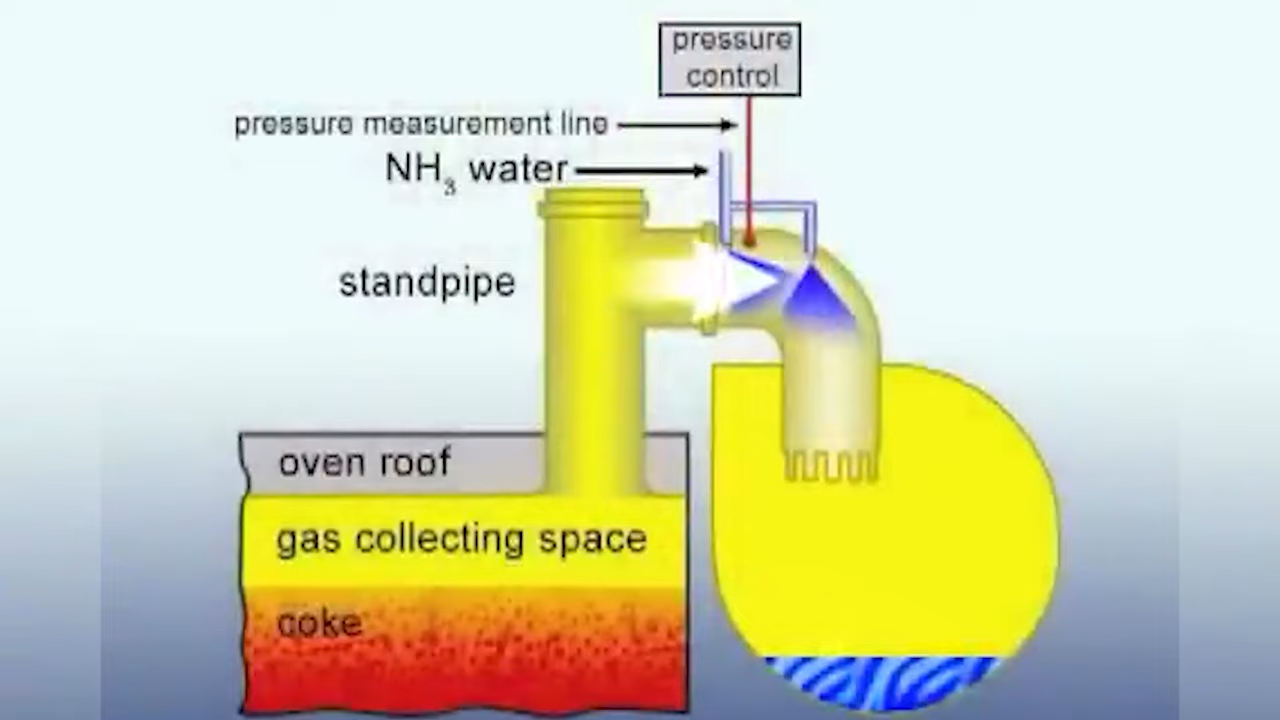 pressure
control
pressure measurement line
NH₃ water
standpipe
oven roof
gas collecting space
coke